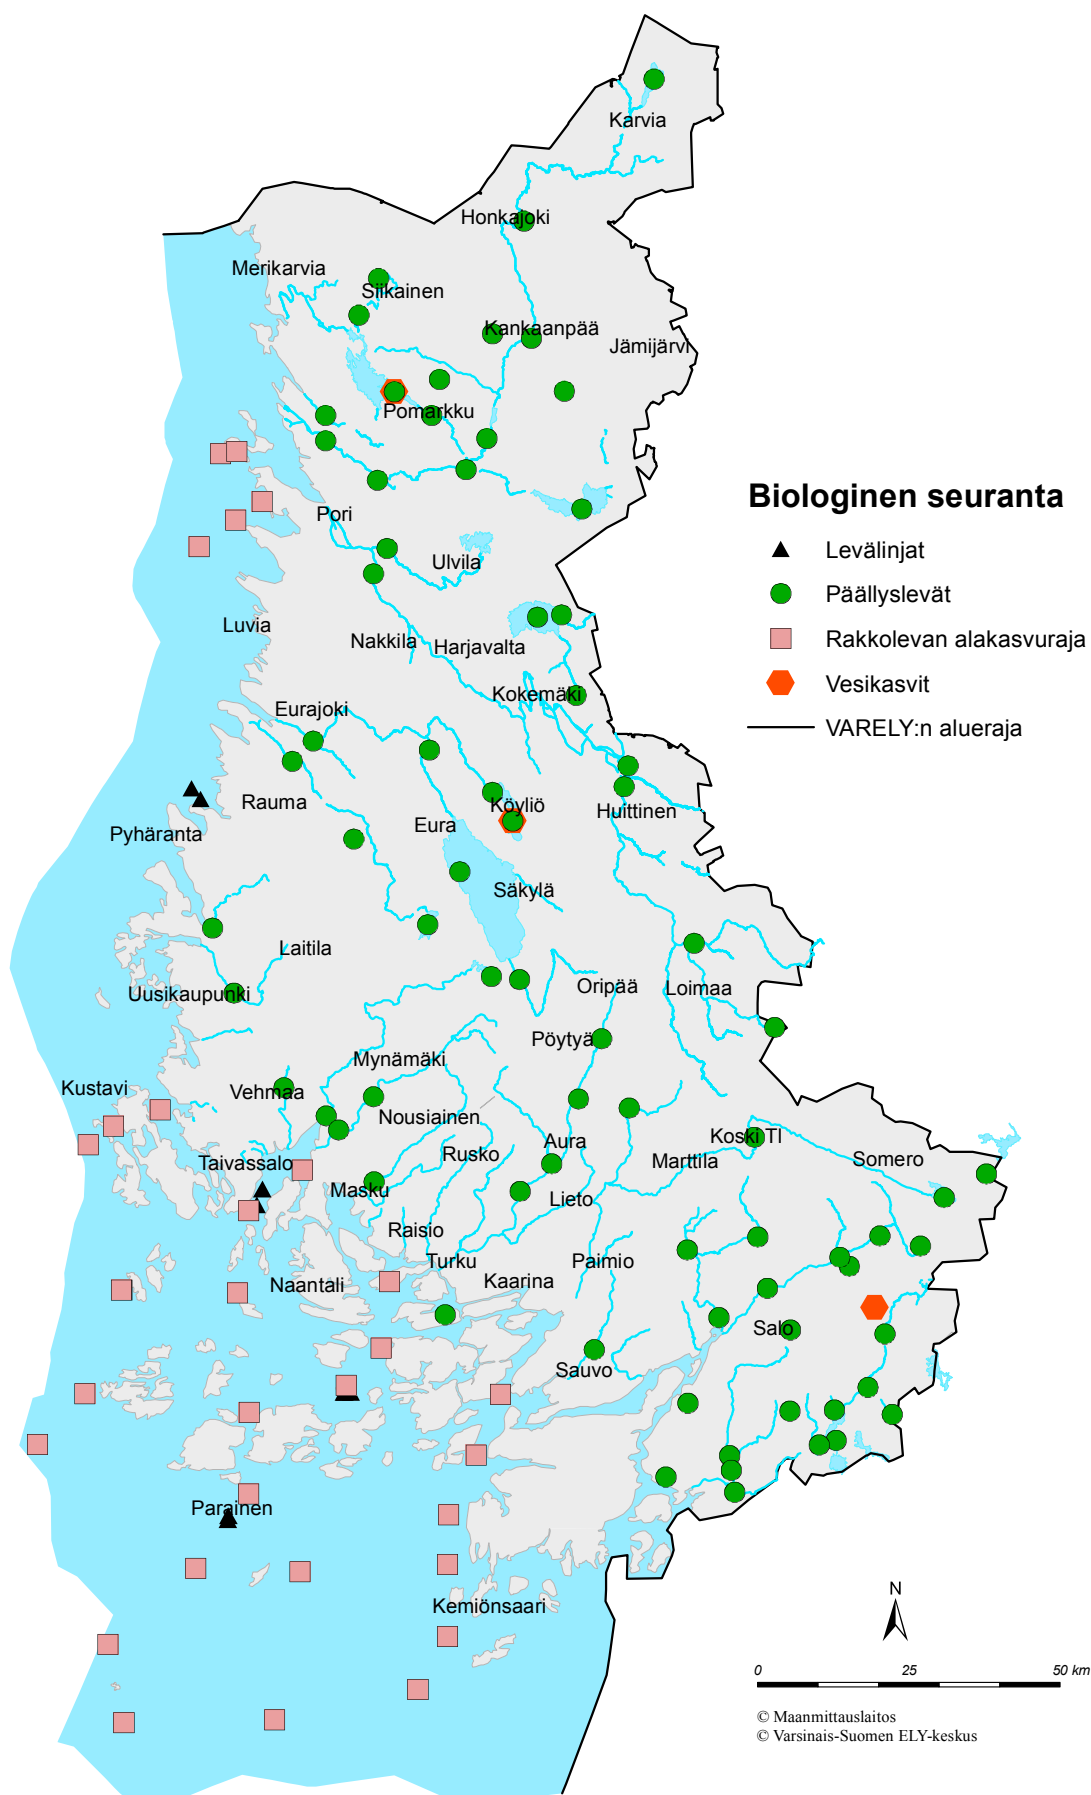 Karvia
Honkajoki
Merikarvia
Siikainen
Kankaanpää
Jämijärvi
Pomarkku
Biologinen seuranta
Levälinjat
Päällyslevät
Rakkolevan alakasvuraja
Vesikasvit
VARELY:n alueraja
Pori
Ulvila
Luvia
Nakkila
Harjavalta
Kokemäki
Eurajoki
Rauma
Köyliö
Huittinen
Pyhäranta
Eura
Säkylä
Laitila
Uusikaupunki
Oripää
Loimaa
Pöytyä
Mynämäki
Kustavi
Vehmaa
Nousiainen
Aura
Koski Tl
Taivassalo
Rusko
Marttila
Somero
Masku
Lieto
Raisio
Turku
Paimio
Naantali
Kaarina
Salo
Sauvo
Parainen
Kemiönsaari
N
0 25 50 km
© Maanmittauslaitos
© Varsinais-Suomen ELY-keskus